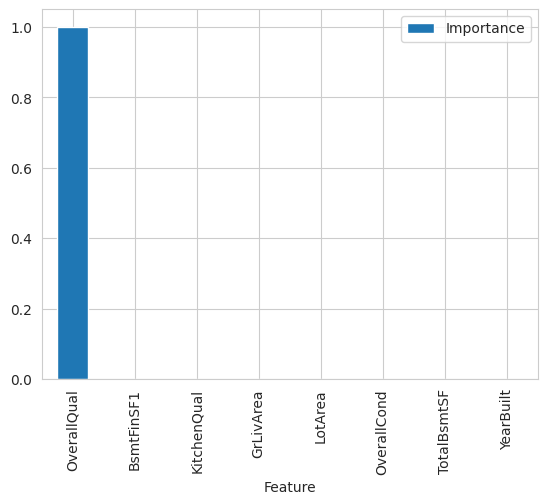 Importance
1.0
0.8
0.6
0.4
0.2
0.0
OverallQual
BsmtFinSF1
KitchenQual
GrLivArea
LotArea
OverallCond
TotalBsmtSF
YearBuilt
Feature